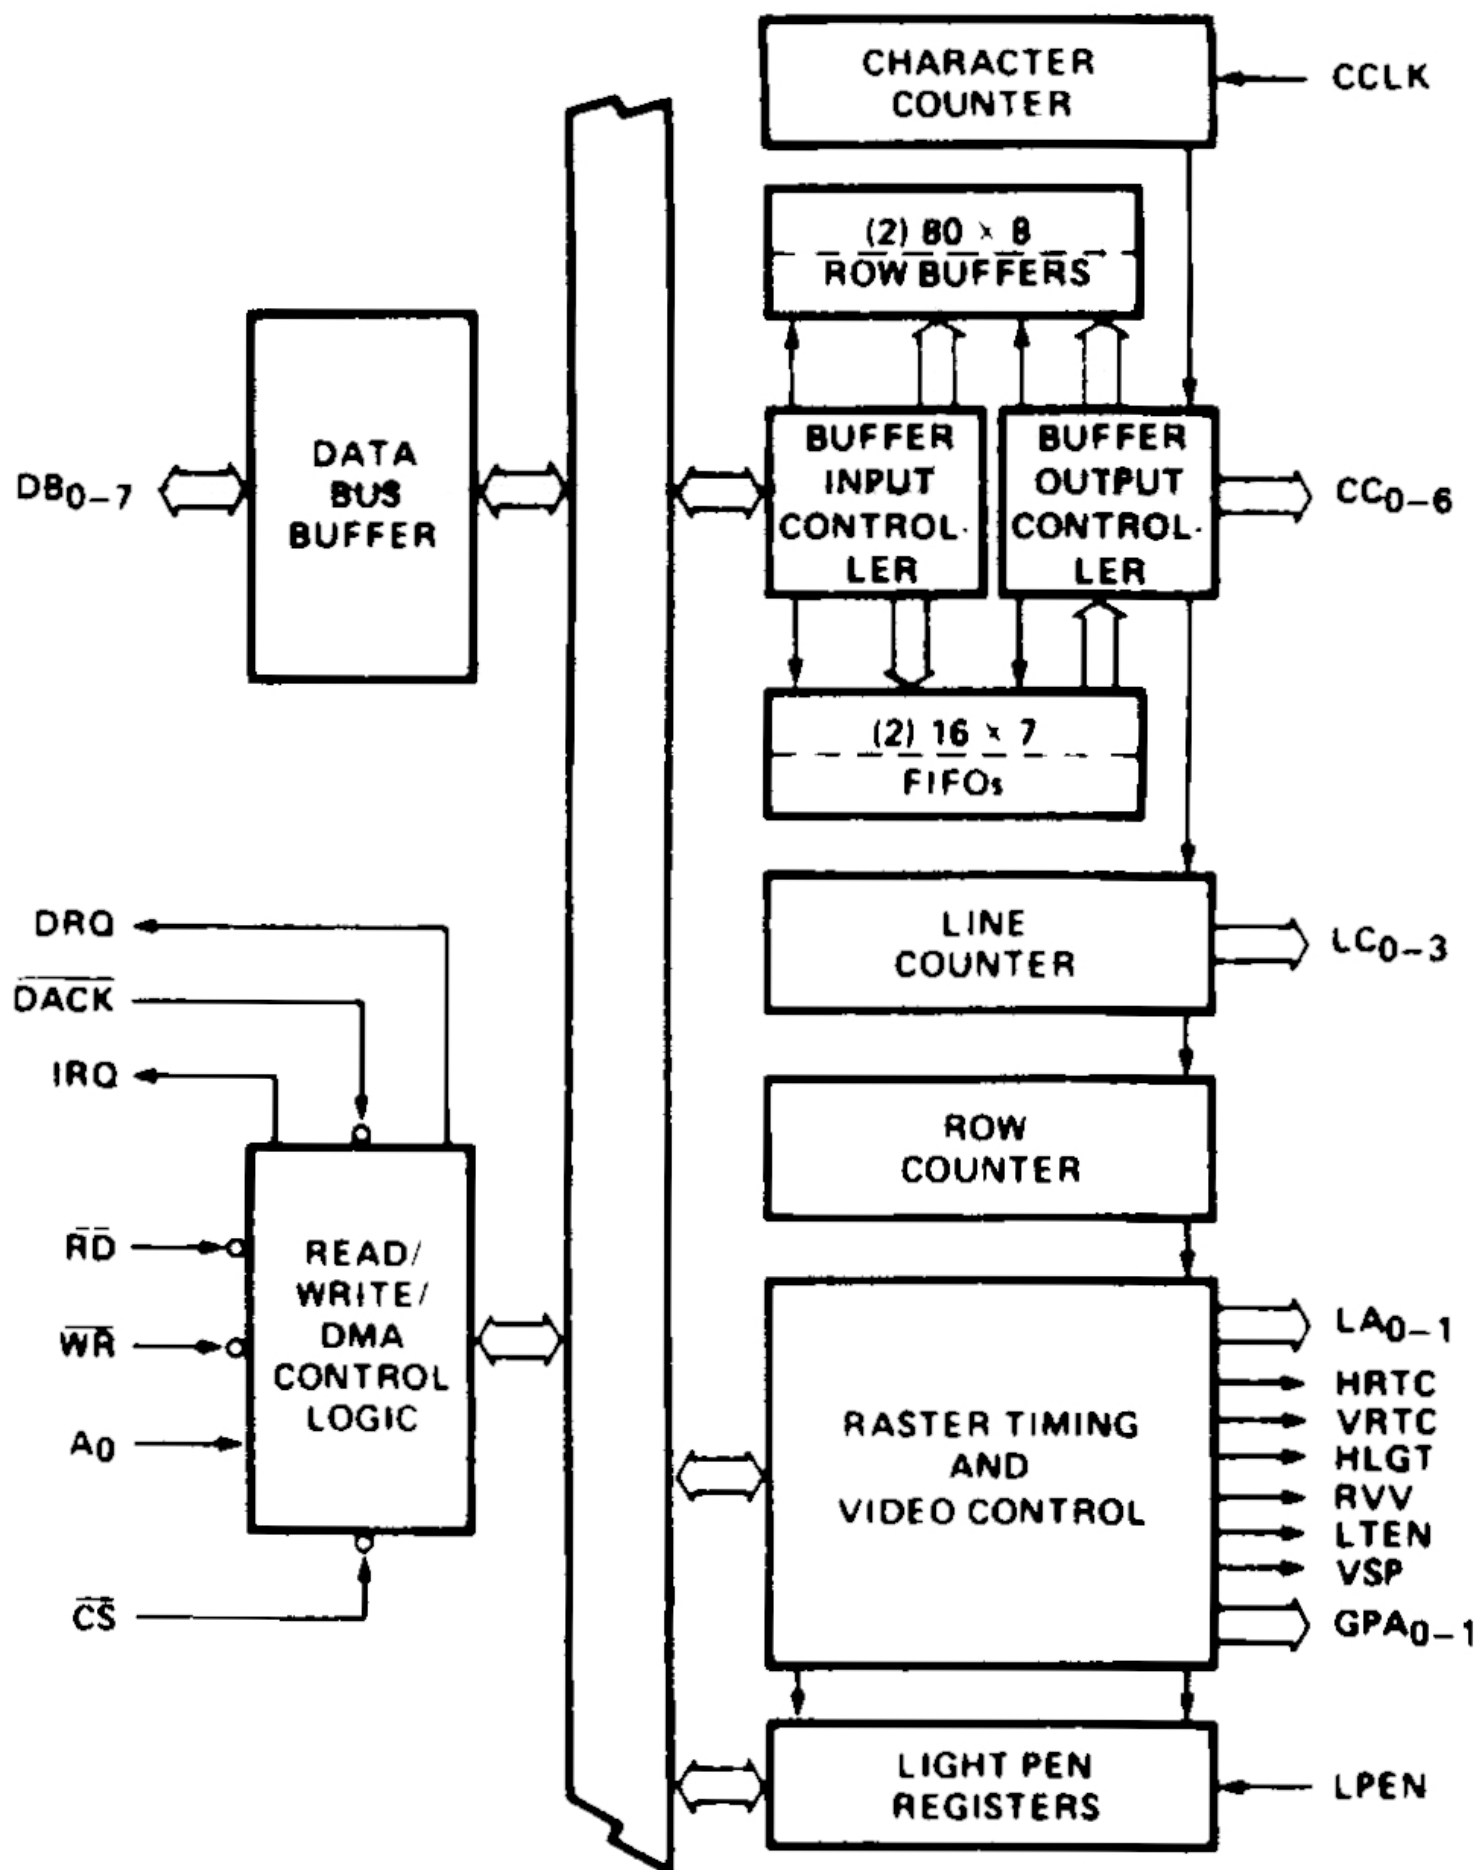 CHARACTER
COUNTER
CCLK
(2) 80 × 8
ROW BUFFERS
DATA
BUS
BUFFER
DB0–7
BUFFER
INPUT
CONTROL-
LER
BUFFER
OUTPUT
CONTROL-
LER
CC0–6
(2) 16 × 7
FIFOs
DRQ
DACK
IRQ
LINE
COUNTER
LC0–3
ROW
COUNTER
RD
WR
A0
CS
READ/
WRITE/
DMA
CONTROL
LOGIC
RASTER TIMING
AND
VIDEO CONTROL
LA0–1
HRTC
VRTC
HLGT
RVV
LTEN
VSP
GPA0–1
LIGHT PEN
REGISTERS
LPEN